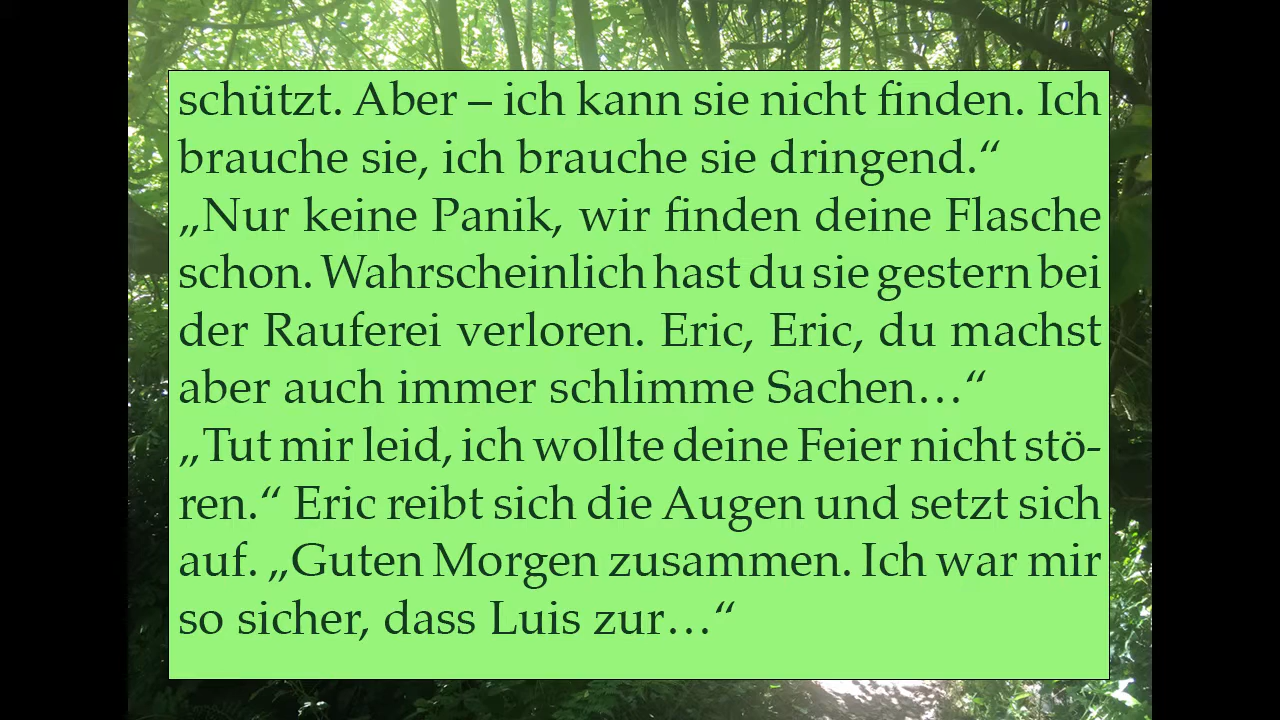 schützt. Aber – ich kann sie nicht finden. Ich
brauche sie, ich brauche sie dringend.“
„Nur keine Panik, wir finden deine Flasche
schon. Wahrscheinlich hast du sie gestern bei
der Rauferei verloren. Eric, Eric, du machst
aber auch immer schlimme Sachen…“
„Tut mir leid, ich wollte deine Feier nicht stö-
ren.“ Eric reibt sich die Augen und setzt sich
auf. „Guten Morgen zusammen. Ich war mir
so sicher, dass Luis zur…“